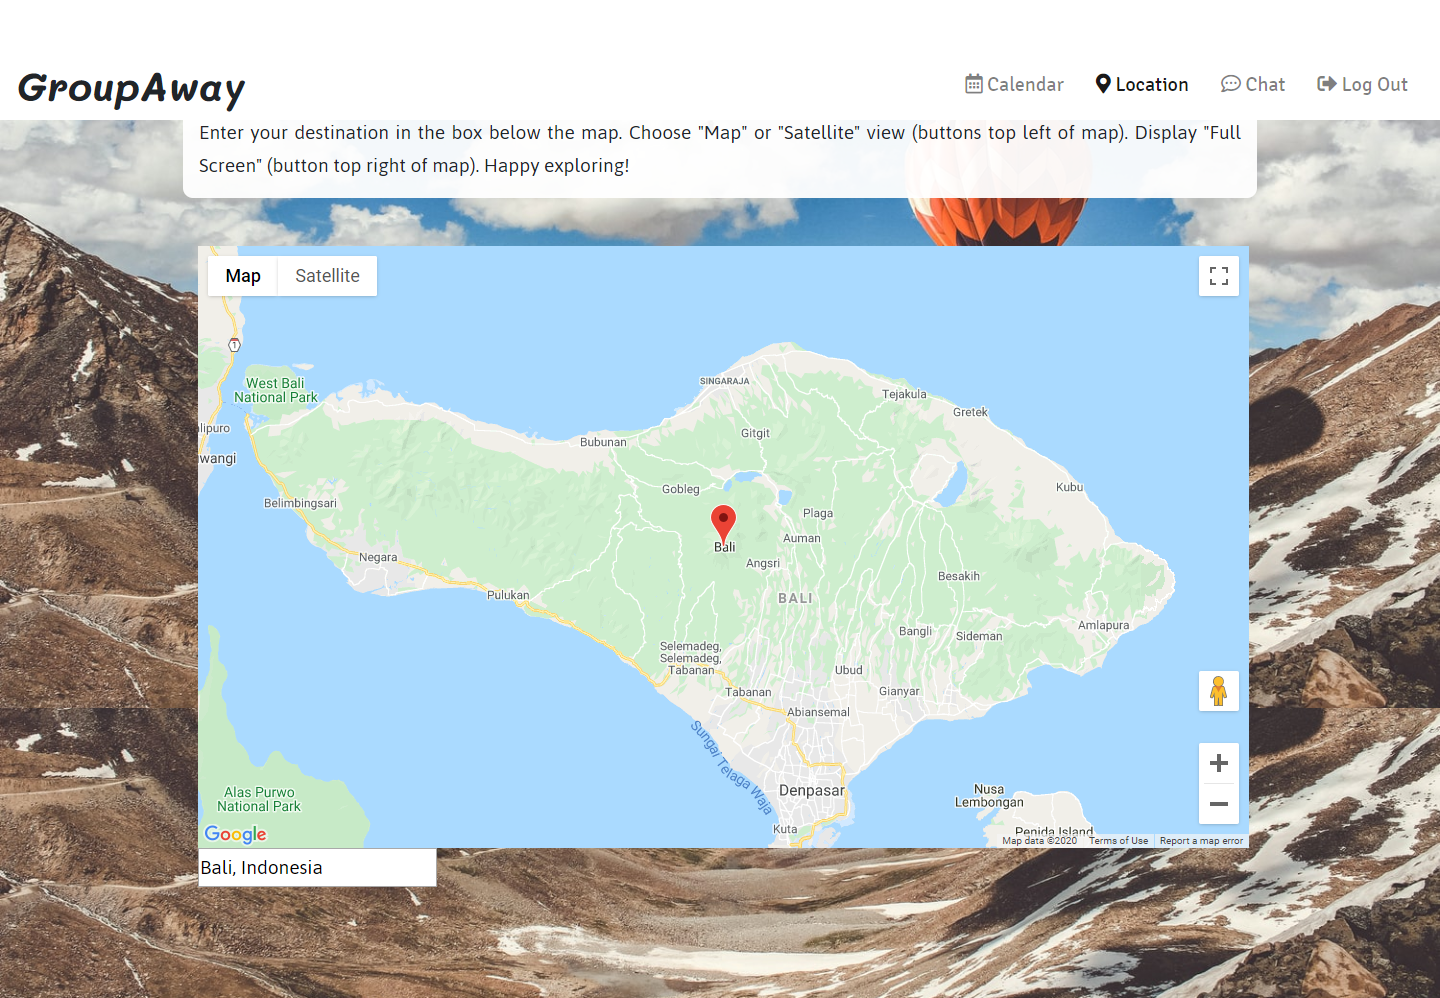 GroupAway
Calendar
Location
Chat
Log Out
Enter your destination in the box below the map. Choose "Map" or "Satellite" view (buttons top left of map). Display "Full
Screen" (button top right of map). Happy exploring!
Map
Satellite
1
West Bali
National Park
SINGARAJA
Tejakula
Gretek
lipuro
Gitgit
Bubunan
wangi
Kubu
Gobleg
Belimbingsari
Plaga
Auman
Bali
Negara
Angsri
Besakih
Pulukan
BALI
Amlapura
Bangli
Sideman
Selemadeg,
Selemadeg,
Tabanan
Ubud
Tabanan
Gianyar
Abiansemal
Sungai Telaga Waja
Alas Purwo
National Park
Denpasar
Nusa
Lembongan
Kuta
Penida Island
Google
Map data ©2020
Terms of Use
Report a map error
Bali, Indonesia